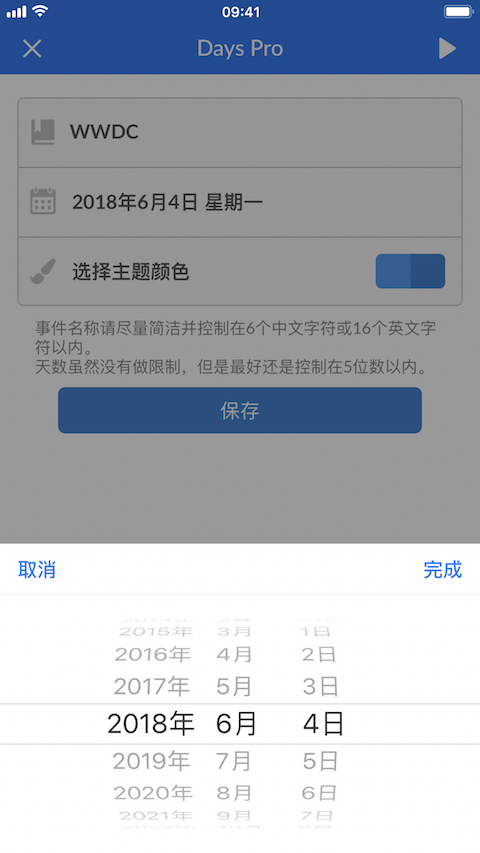 09:41
Days Pro
WWDC
2018年6月4日 星期一
选择主题颜色
事件名称请尽量简洁并控制在6个中文字符或16个英文字
符以内。
天数虽然没有做限制，但是最好还是控制在5位数以内。
保存
取消 完成
2015年 3月 1日
2016年 4月 2日
2017年 5月 3日
2018年 6月 4日
2019年 7月 5日
2020年 8月 6日
2021年 9月 7日